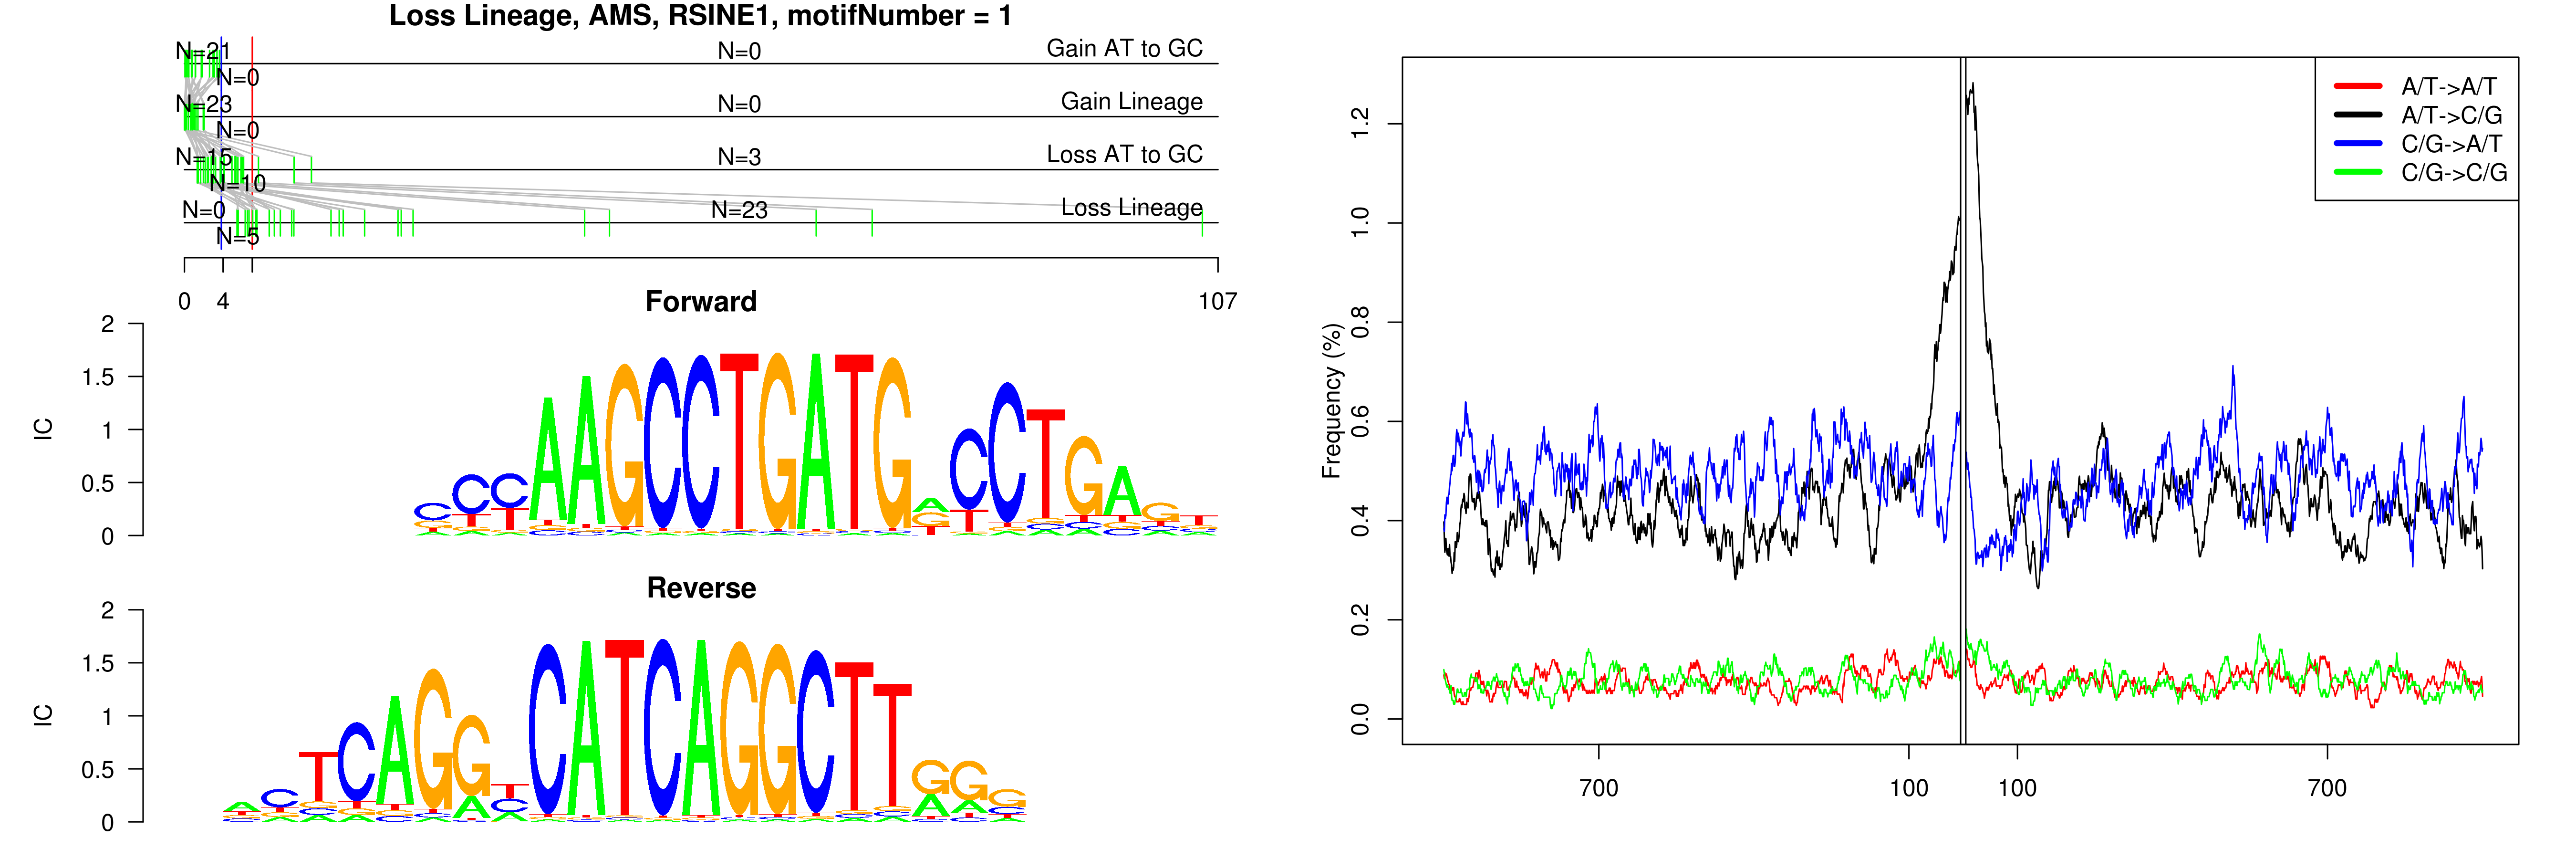 Loss Lineage, AMS, RSINE1, motifNumber = 1
N=21 N=0 Gain AT to GC
N=0
N=23 N=0 Gain Lineage
N=0
N=15 N=3 Loss AT to GC
N=10
N=0 N=23 Loss Lineage
N=5
0 4 107
Forward
IC
2
1.5
1
0.5
0
CCCAAGCCTGATGACCTGAGT
Reverse
IC
2
1.5
1
0.5
0
ACTCAGGTCATCAGGCTTGGG
Frequency (%)
1.2
1.0
0.8
0.6
0.4
0.2
0.0
700 100 100 700
A/T->A/T
A/T->C/G
C/G->A/T
C/G->C/G